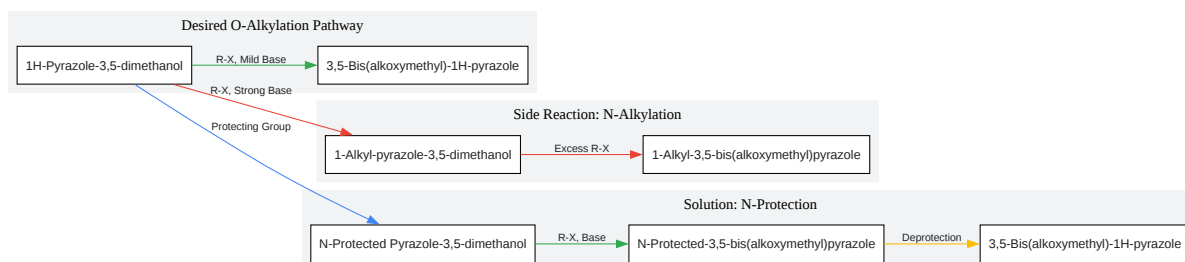 Desired O-Alkylation Pathway
1H-Pyrazole-3,5-dimethanol
R-X, Mild Base
3,5-Bis(alkoxymethyl)-1H-pyrazole
R-X, Strong Base
Side Reaction: N-Alkylation
Protecting Group
1-Alkyl-pyrazole-3,5-dimethanol
Excess R-X
1-Alkyl-3,5-bis(alkoxymethyl)pyrazole
Solution: N-Protection
N-Protected Pyrazole-3,5-dimethanol
R-X, Base
N-Protected-3,5-bis(alkoxymethyl)pyrazole
Deprotection
3,5-Bis(alkoxymethyl)-1H-pyrazole